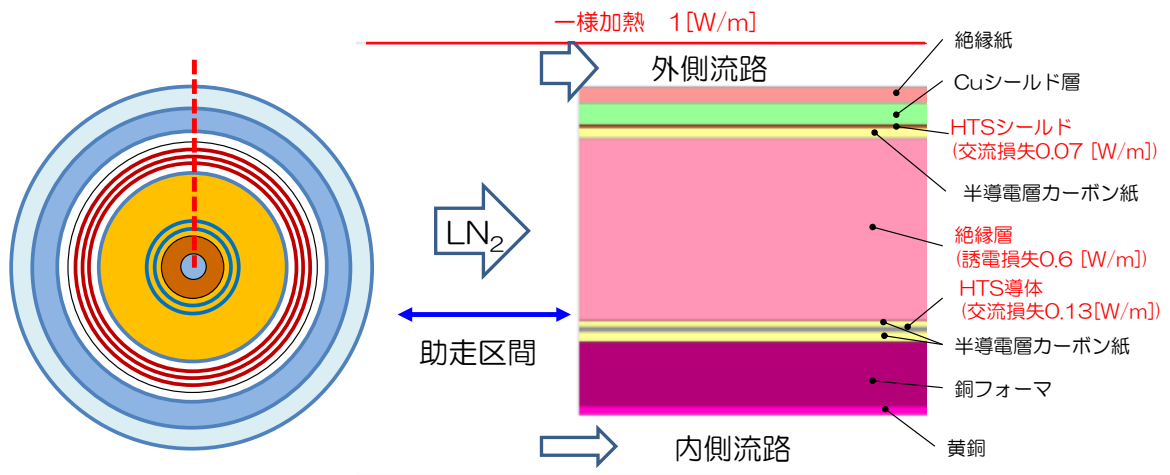 一様加熱　1[W/m]
外側流路
絶縁紙
Cuシールド層
HTSシールド
(交流損失0.07 [W/m])
半導電層カーボン紙
LN2
絶縁層
(誘電損失0.6 [W/m])
HTS導体
(交流損失0.13[W/m])
助走区間
半導電層カーボン紙
銅フォーマ
内側流路
黄銅